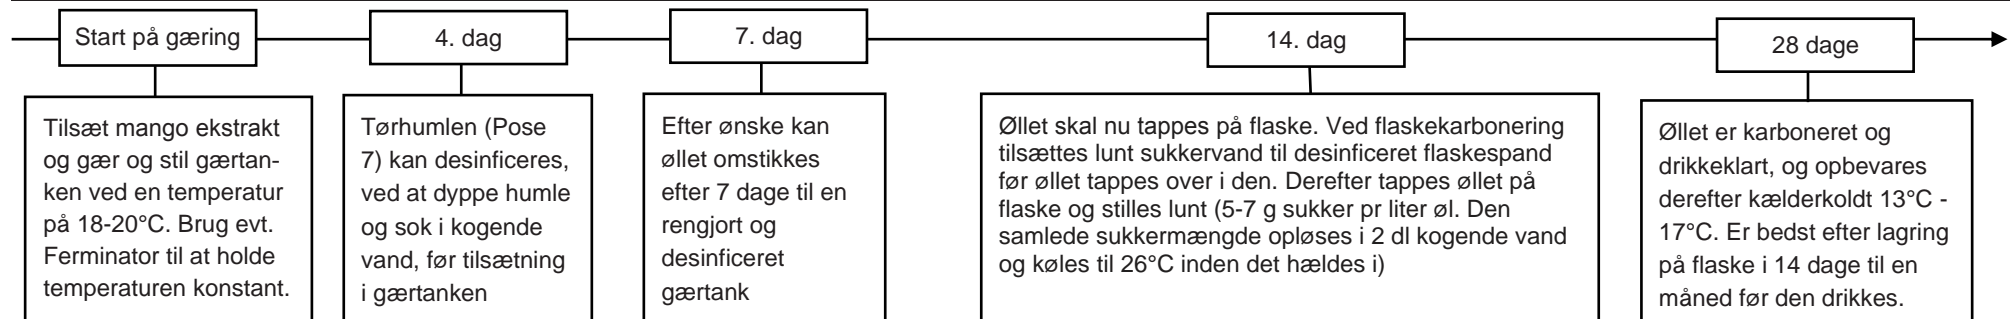 Start på gæring
Tilsæt mango ekstrakt
og gær og stil gærtan-
ken ved en temperatur
på 18-20°C. Brug evt.
Ferminator til at holde
temperaturen konstant.
4. dag
Tørhumlen (Pose
7) kan desinficeres,
ved at dyppe humle
og sok i kogende
vand, før tilsætning
i gærtanken
7. dag
Efter ønske kan
øllet omstikkes
efter 7 dage til en
rengjort og
desinficeret
gærtank
14. dag
Øllet skal nu tappes på flaske. Ved flaskekarbonering
tilsættes lunt sukkervand til desinficeret flaskespand
før øllet tappes over i den. Derefter tappes øllet på
flaske og stilles lunt (5-7 g sukker pr liter øl. Den
samlede sukkermængde opløses i 2 dl kogende vand
og køles til 26°C inden det hældes i)
28 dage
Øllet er karboneret og
drikkeklart, og opbevares
derefter kælderkoldt 13°C -
17°C. Er bedst efter lagring
på flaske i 14 dage til en
måned før den drikkes.